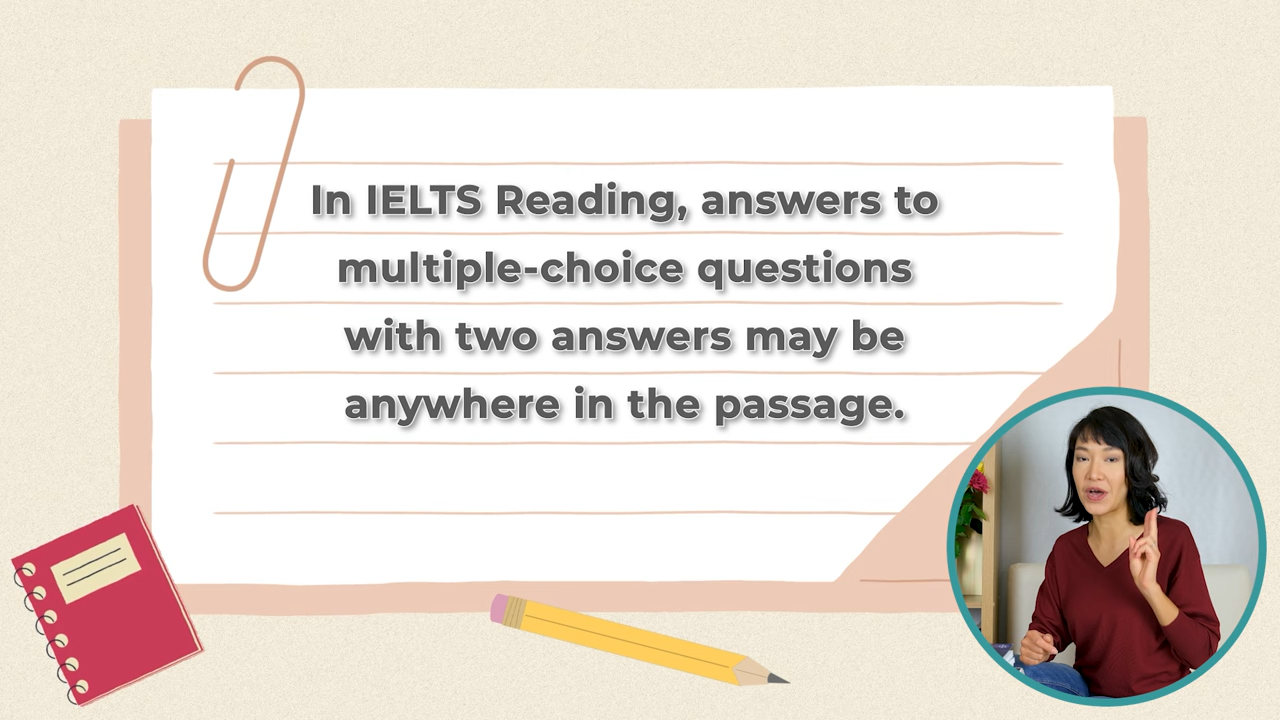 In IELTS Reading, answers to
multiple-choice questions
with two answers may be
anywhere in the passage.